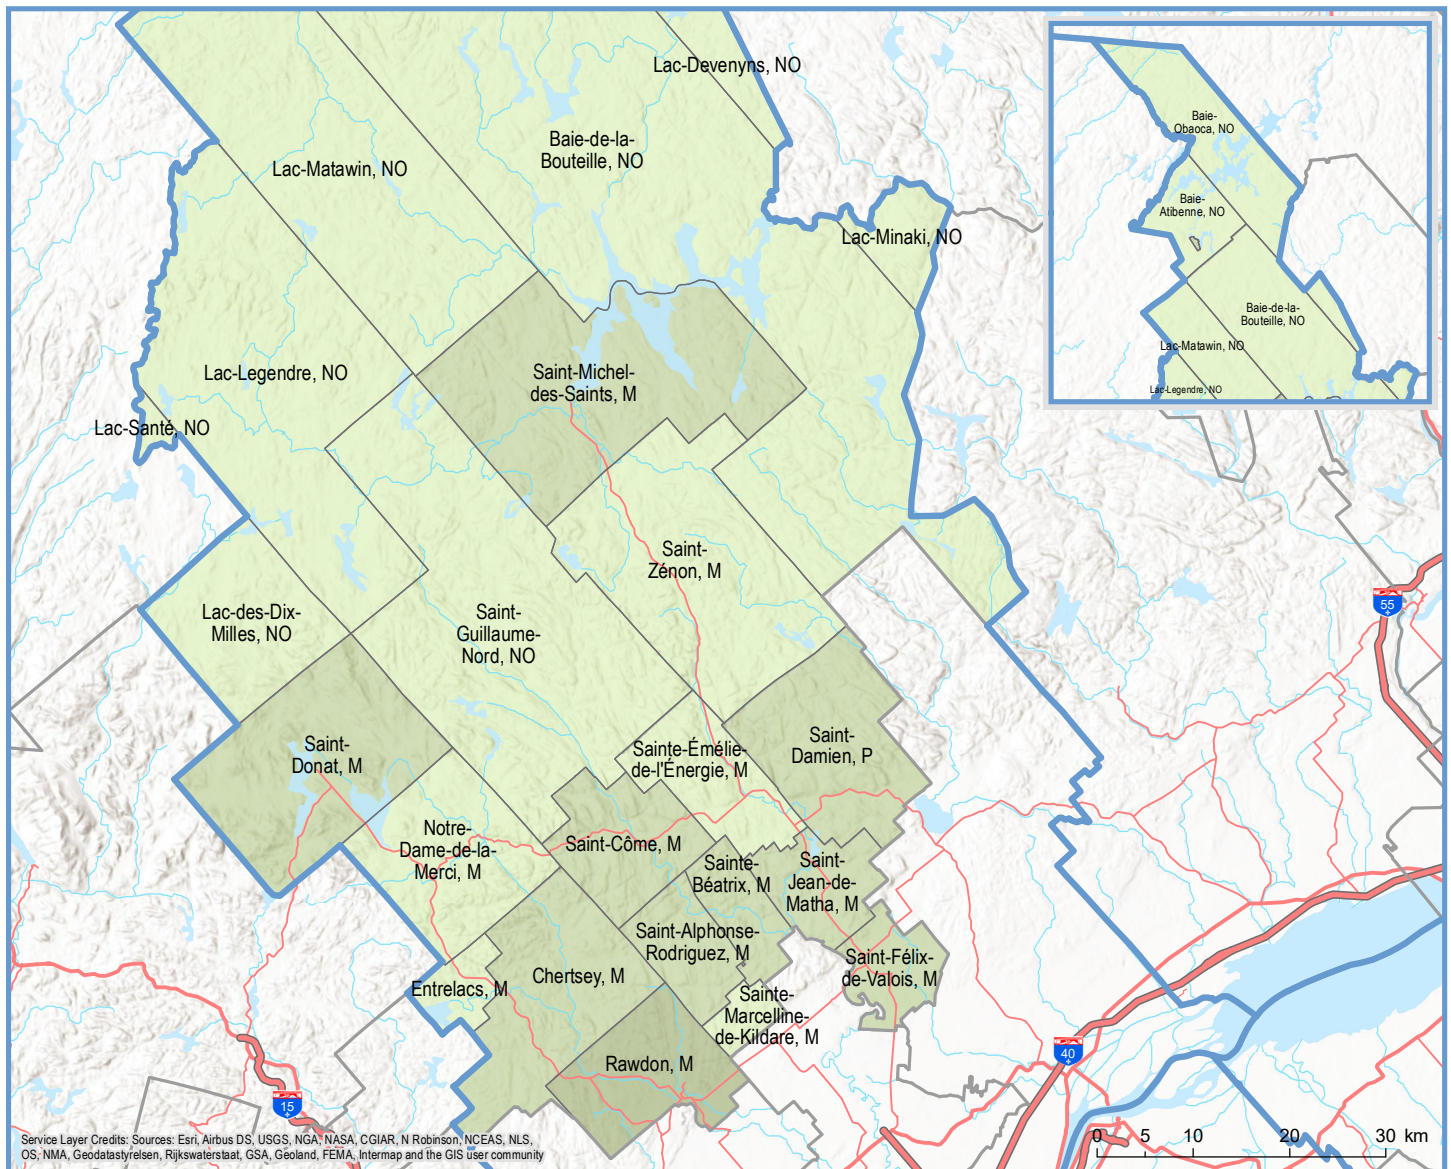 Lac-Devenyns, NO
Baie-de-la-
Bouteille, NO
Lac-Matawin, NO
Lac-Minaki, NO
Baie-
Obaoca, NO
Baie-
Atibenne, NO
Baie-de-la-
Bouteille, NO
Lac-Matawin, NO
Lac-Legendre, NO
Saint-Michel-
des-Saints, M
Lac-Legendre, NO
Lac-Santé, NO
Saint-
Zénon, M
Lac-des-Dix-
Milles, NO
Saint-
Guillaume-
Nord, NO
55
Saint-
Donat, M
Sainte-Émélie-
de-l'Énergie, M
Saint-
Damien, P
Notre-
Dame-de-la-
Merci, M
Saint-Côme, M
Sainte-
Béatrix, M
Saint-
Jean-de-
Matha, M
Saint-Alphonse-
Rodriguez, M
Saint-Félix-
de-Valois, M
Chertsey, M
Entrelacs, M
Sainte-
Marcelline-
de-Kildare, M
Rawdon, M
40
15
0 5 10 20 30 km
Service Layer Credits: Sources: Esri, Airbus DS, USGS, NGA, NASA, CGIAR, N Robinson, NCEAS, NLS,
OS, NMA, Geodatastyrelsen, Rijkswaterstaat, GSA, Geoland, FEMA, Intermap and the GIS user community